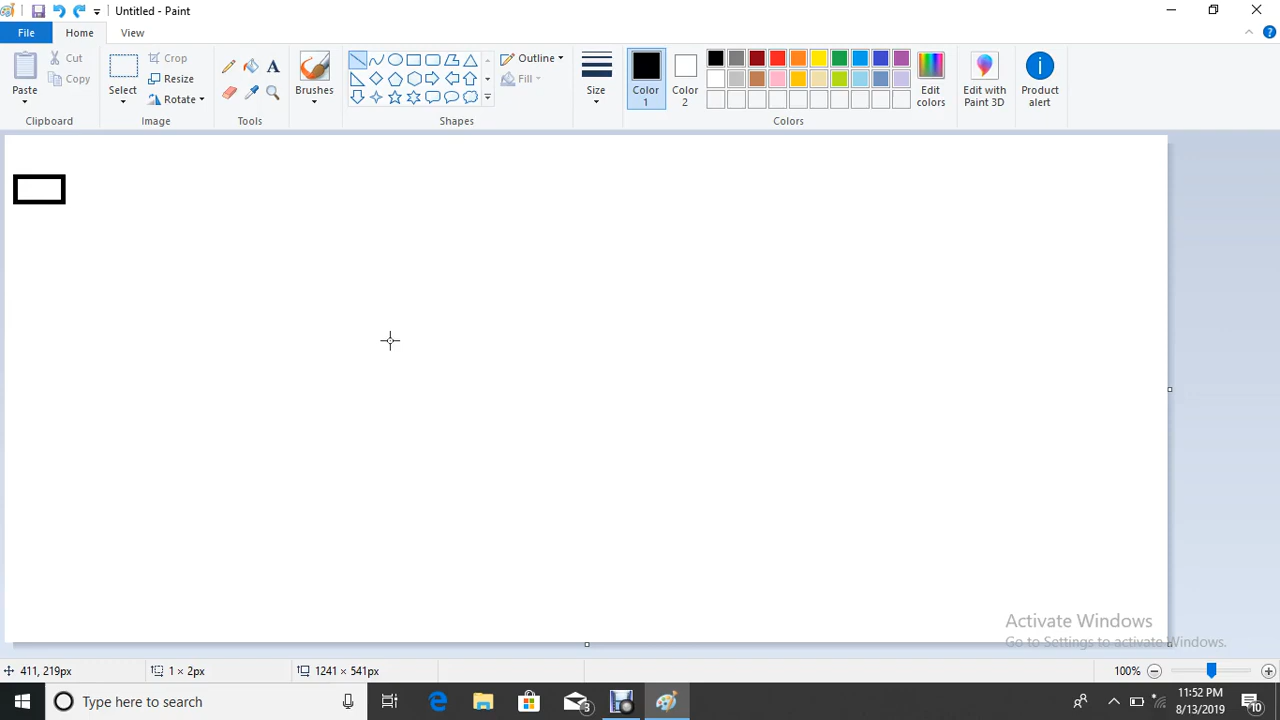 Untitled - Paint
File Home View
Paste
Cut
Copy
Clipboard
Select
Crop
Resize
Rotate
Image
Tools
Brushes
Shapes
Outline
Fill
Size
Color 1
Color 2
Colors
Edit colors
Edit with Paint 3D
Product alert
Activate Windows
Go to Settings to activate Windows.
411, 219px 1 × 2px 1241 × 541px 100%
Type here to search
3
11:52 PM
8/13/2019
10